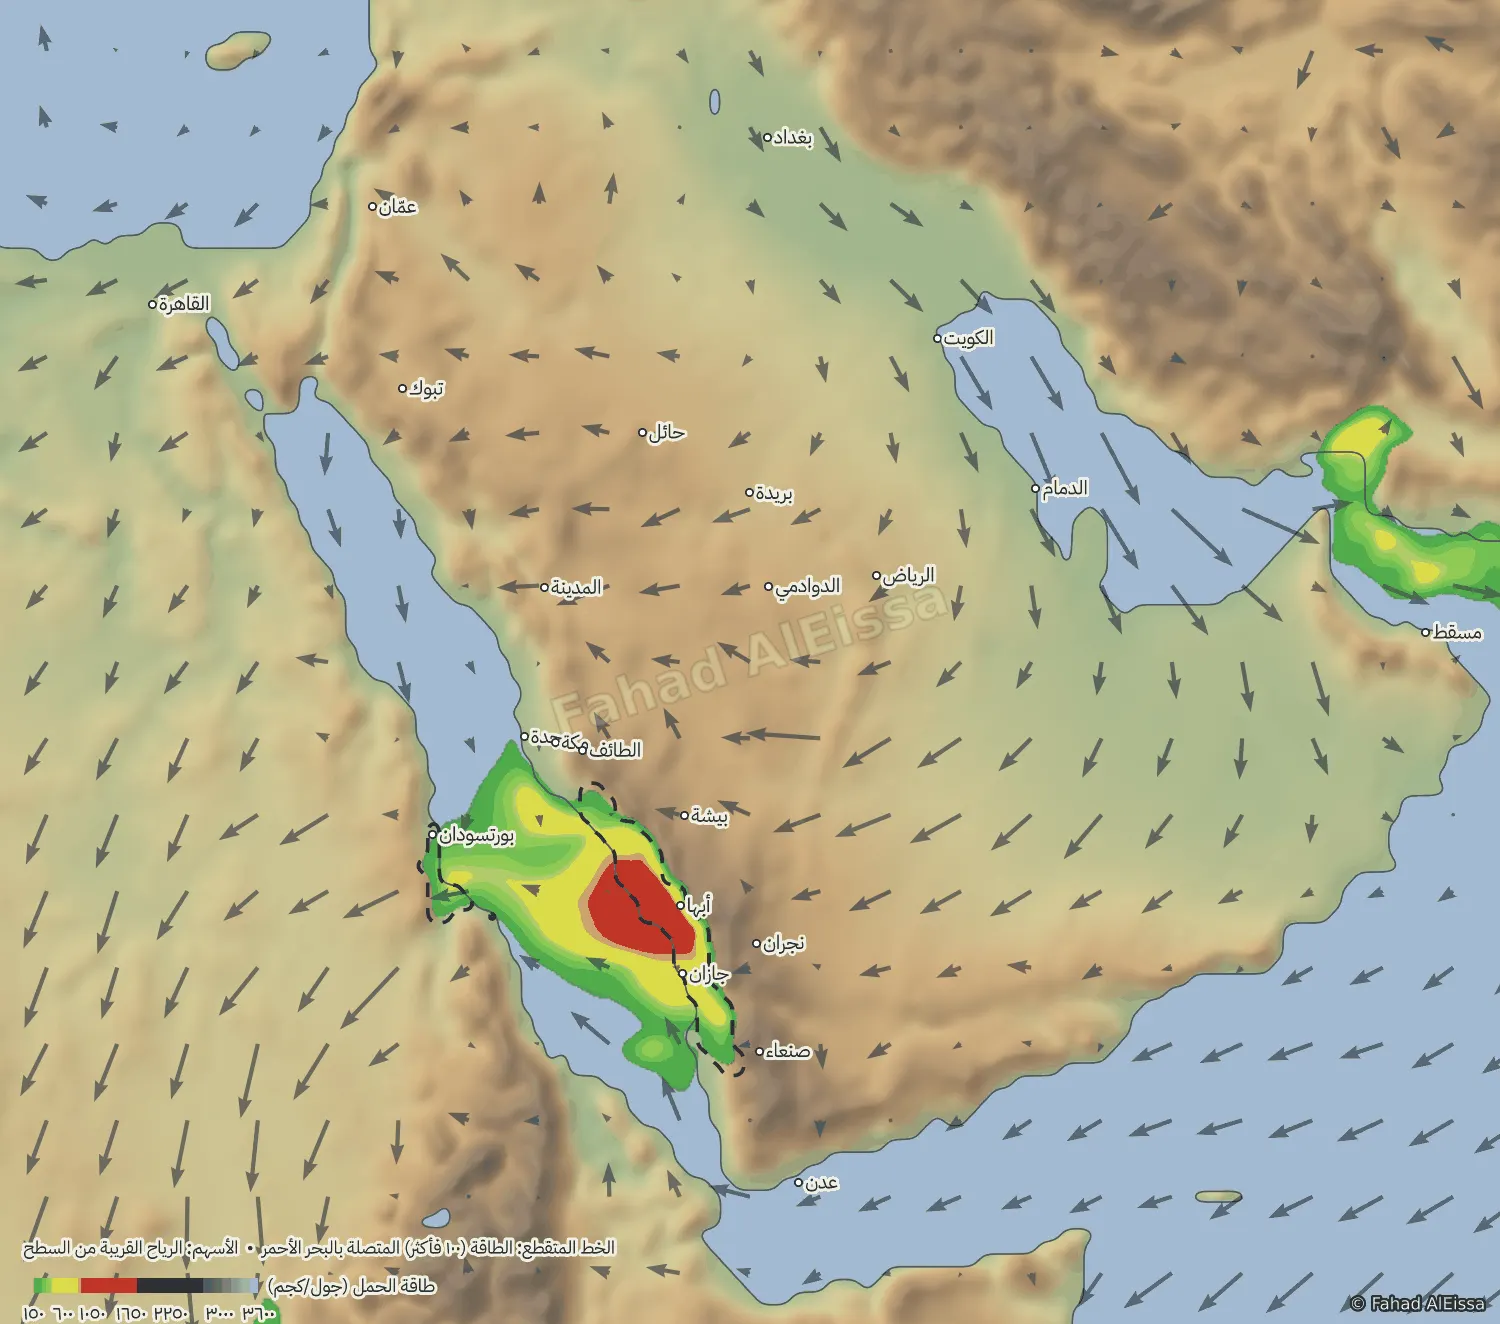 بغداد
عمّان
القاهرة
الكويت
تبوك
حائل
الدمام
بريدة
الرياض
الدوادمي
المدينة
مسقط
Fahad AlEissa
جدة
مكة
الطائف
بيشة
بورتسودان
أبها
نجران
جازان
صنعاء
عدن
الخط المتقطع: الطاقة (١٠٠ فأكثر) المتصلة بالبحر الأحمر • الأسهم: الرياح القريبة من السطح
طاقة الحمل (جول/كجم)
١٥٠ ٦٠٠ ١٠٥٠ ١٦٥٠ ٢٢٥٠ ٣٠٠٠ ٣٦٠٠
© Fahad AlEissa